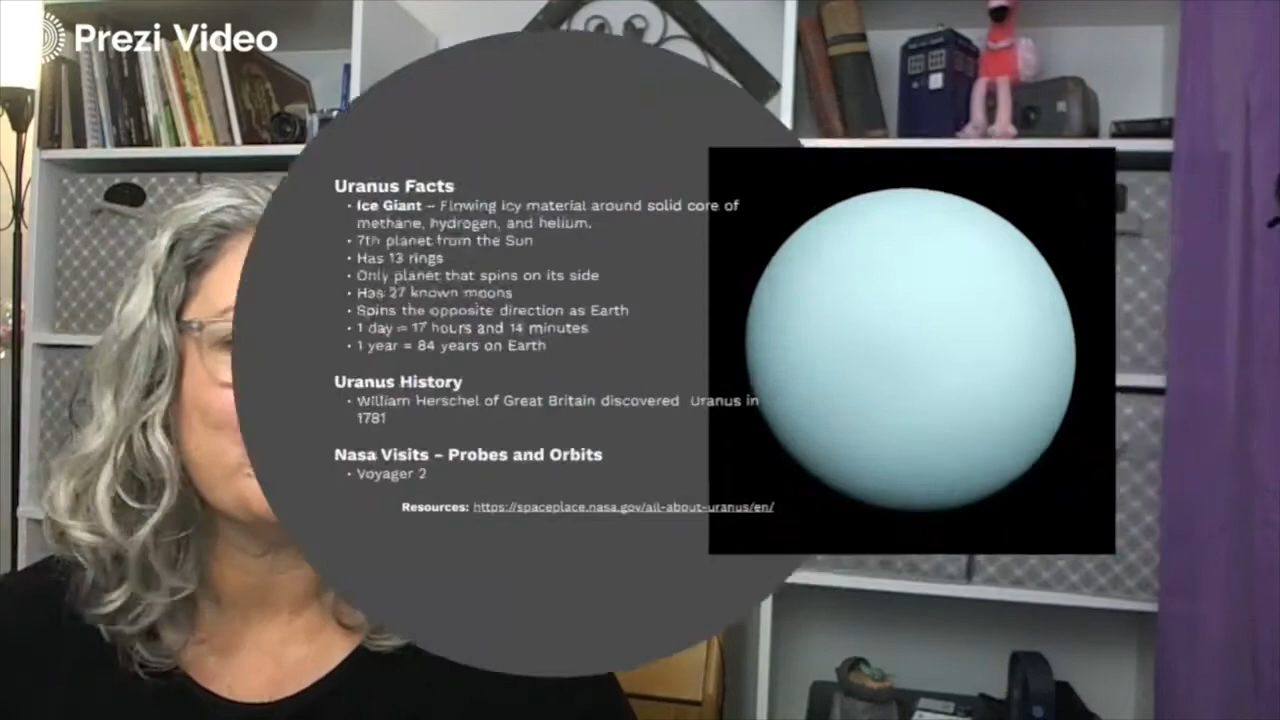 Prezi Video
Uranus Facts
• Ice Giant – Flowing icy material around solid core of
methane, hydrogen, and helium.
• 7th planet from the Sun
• Has 13 rings
• Only planet that spins on its side
• Has 27 known moons
• Spins the opposite direction as Earth
• 1 day = 17 hours and 14 minutes
• 1 year = 84 years on Earth
Uranus History
• William Herschel of Great Britain discovered Uranus in
1781
Nasa Visits – Probes and Orbits
• Voyager 2
Resources: https://spaceplace.nasa.gov/all-about-uranus/en/